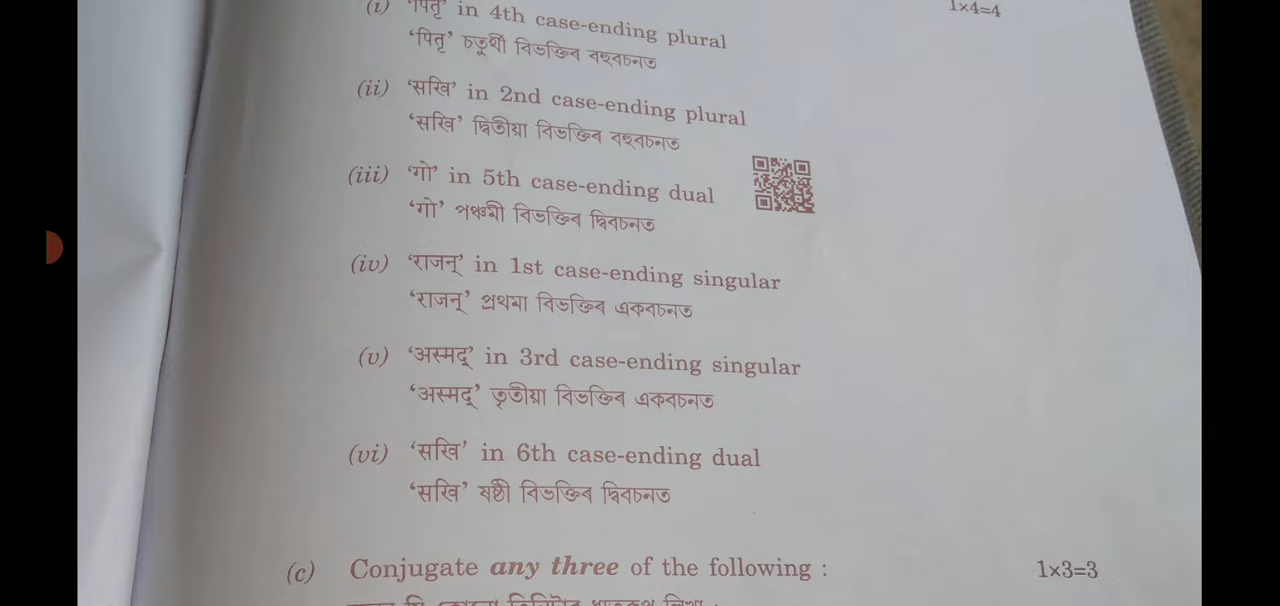 (i) 'पितृ' in 4th case-ending plural 1×4=4
'पितृ' চতুৰ্থী বিভক্তিৰ বহুবচনত
(ii) 'सखि' in 2nd case-ending plural
'सखि' দ্বিতীয়া বিভক্তিৰ বহুবচনত
(iii) 'गो' in 5th case-ending dual
'गो' পঞ্চমী বিভক্তিৰ দ্বিবচনত
(iv) 'राजन्' in 1st case-ending singular
'राजन्' প্ৰথমা বিভক্তিৰ একবচনত
(v) 'अस्मद्' in 3rd case-ending singular
'अस्मद्' তৃতীয়া বিভক্তিৰ একবচনত
(vi) 'सखि' in 6th case-ending dual
'सखि' ষষ্ঠী বিভক্তিৰ দ্বিবচনত
(c) Conjugate any three of the following : 1×3=3